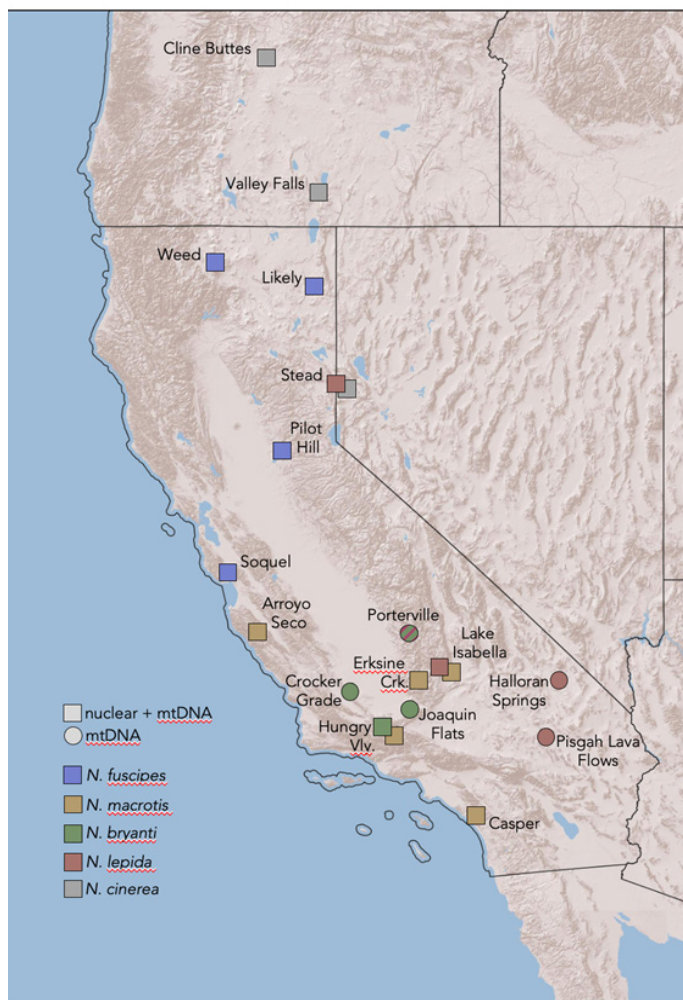 Cline Buttes
Valley Falls
Weed
Likely
Stead
Pilot
Hill
Soquel
Arroyo
Seco
Porterville
Lake
Isabella
Erksine
Crk.
Crocker
Grade
Halloran
Springs
Joaquin
Flats
Hungry
Vlv.
Pisgah Lava
Flows
Casper
nuclear + mtDNA
mtDNA
N. fuscipes
N. macrotis
N. bryanti
N. lepida
N. cinerea